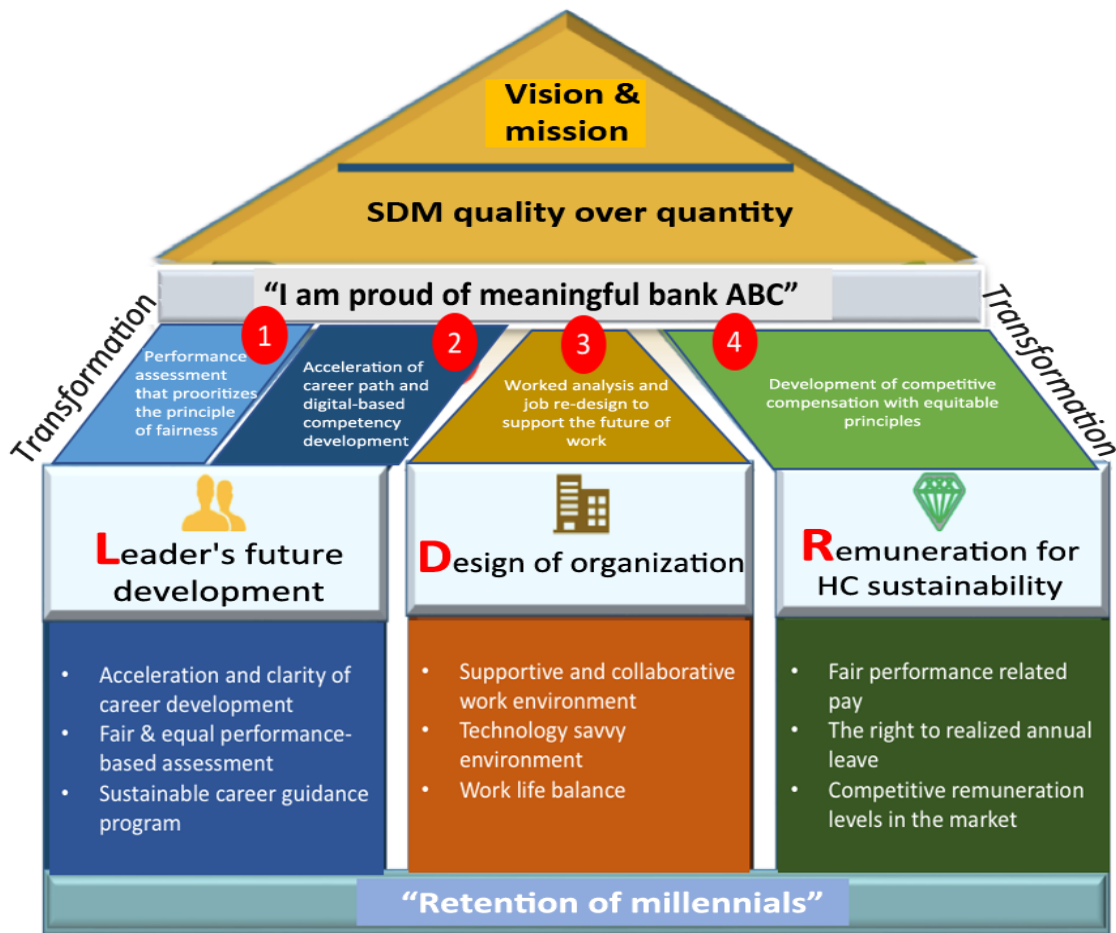 Vision &
mission
SDM quality over quantity
“I am proud of meaningful bank ABC”
Transformation
Transformation
1
Performance
assessment
that prooritizes
the principle
of fairness
2
Acceleration of
career path and
digital-based
competency
development
3
Worked analysis and
job re-design to
support the future of
work
4
Development of competitive
compensation with equitable
principles
Leader's future
development
Design of organization
Remuneration for
HC sustainability
• Acceleration and clarity of
career development
• Fair & equal performance-
based assessment
• Sustainable career guidance
program
• Supportive and collaborative
work environment
• Technology savvy
environment
• Work life balance
• Fair performance related
pay
• The right to realized annual
leave
• Competitive remuneration
levels in the market
“Retention of millennials”